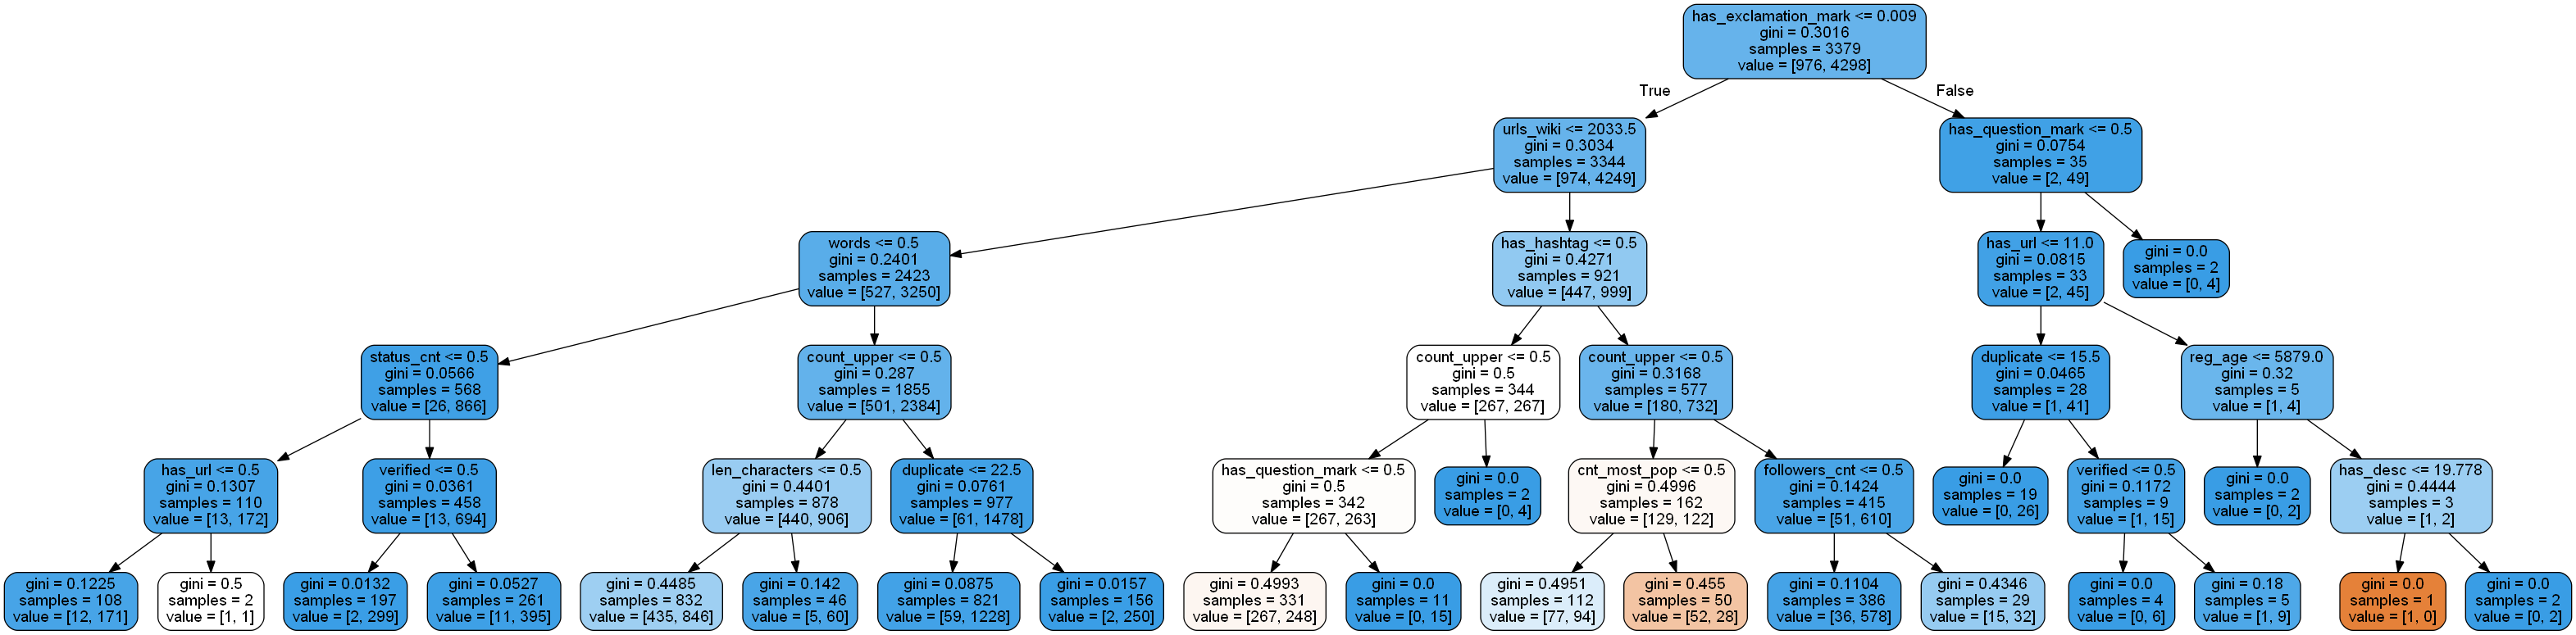 has_exclamation_mark <= 0.009
gini = 0.3016
samples = 3379
value = [976, 4298]
True
False
urls_wiki <= 2033.5
gini = 0.3034
samples = 3344
value = [974, 4249]
has_question_mark <= 0.5
gini = 0.0754
samples = 35
value = [2, 49]
words <= 0.5
gini = 0.2401
samples = 2423
value = [527, 3250]
has_hashtag <= 0.5
gini = 0.4271
samples = 921
value = [447, 999]
has_url <= 11.0
gini = 0.0815
samples = 33
value = [2, 45]
gini = 0.0
samples = 2
value = [0, 4]
status_cnt <= 0.5
gini = 0.0566
samples = 568
value = [26, 866]
count_upper <= 0.5
gini = 0.287
samples = 1855
value = [501, 2384]
count_upper <= 0.5
gini = 0.5
samples = 344
value = [267, 267]
count_upper <= 0.5
gini = 0.3168
samples = 577
value = [180, 732]
duplicate <= 15.5
gini = 0.0465
samples = 28
value = [1, 41]
reg_age <= 5879.0
gini = 0.32
samples = 5
value = [1, 4]
has_url <= 0.5
gini = 0.1307
samples = 110
value = [13, 172]
verified <= 0.5
gini = 0.0361
samples = 458
value = [13, 694]
len_characters <= 0.5
gini = 0.4401
samples = 878
value = [440, 906]
duplicate <= 22.5
gini = 0.0761
samples = 977
value = [61, 1478]
has_question_mark <= 0.5
gini = 0.5
samples = 342
value = [267, 263]
gini = 0.0
samples = 2
value = [0, 4]
cnt_most_pop <= 0.5
gini = 0.4996
samples = 162
value = [129, 122]
followers_cnt <= 0.5
gini = 0.1424
samples = 415
value = [51, 610]
gini = 0.0
samples = 19
value = [0, 26]
verified <= 0.5
gini = 0.1172
samples = 9
value = [1, 15]
gini = 0.0
samples = 2
value = [0, 2]
has_desc <= 19.778
gini = 0.4444
samples = 3
value = [1, 2]
gini = 0.1225
samples = 108
value = [12, 171]
gini = 0.5
samples = 2
value = [1, 1]
gini = 0.0132
samples = 197
value = [2, 299]
gini = 0.0527
samples = 261
value = [11, 395]
gini = 0.4485
samples = 832
value = [435, 846]
gini = 0.142
samples = 46
value = [5, 60]
gini = 0.0875
samples = 821
value = [59, 1228]
gini = 0.0157
samples = 156
value = [2, 250]
gini = 0.4993
samples = 331
value = [267, 248]
gini = 0.0
samples = 11
value = [0, 15]
gini = 0.4951
samples = 112
value = [77, 94]
gini = 0.455
samples = 50
value = [52, 28]
gini = 0.1104
samples = 386
value = [36, 578]
gini = 0.4346
samples = 29
value = [15, 32]
gini = 0.0
samples = 4
value = [0, 6]
gini = 0.18
samples = 5
value = [1, 9]
gini = 0.0
samples = 1
value = [1, 0]
gini = 0.0
samples = 2
value = [0, 2]